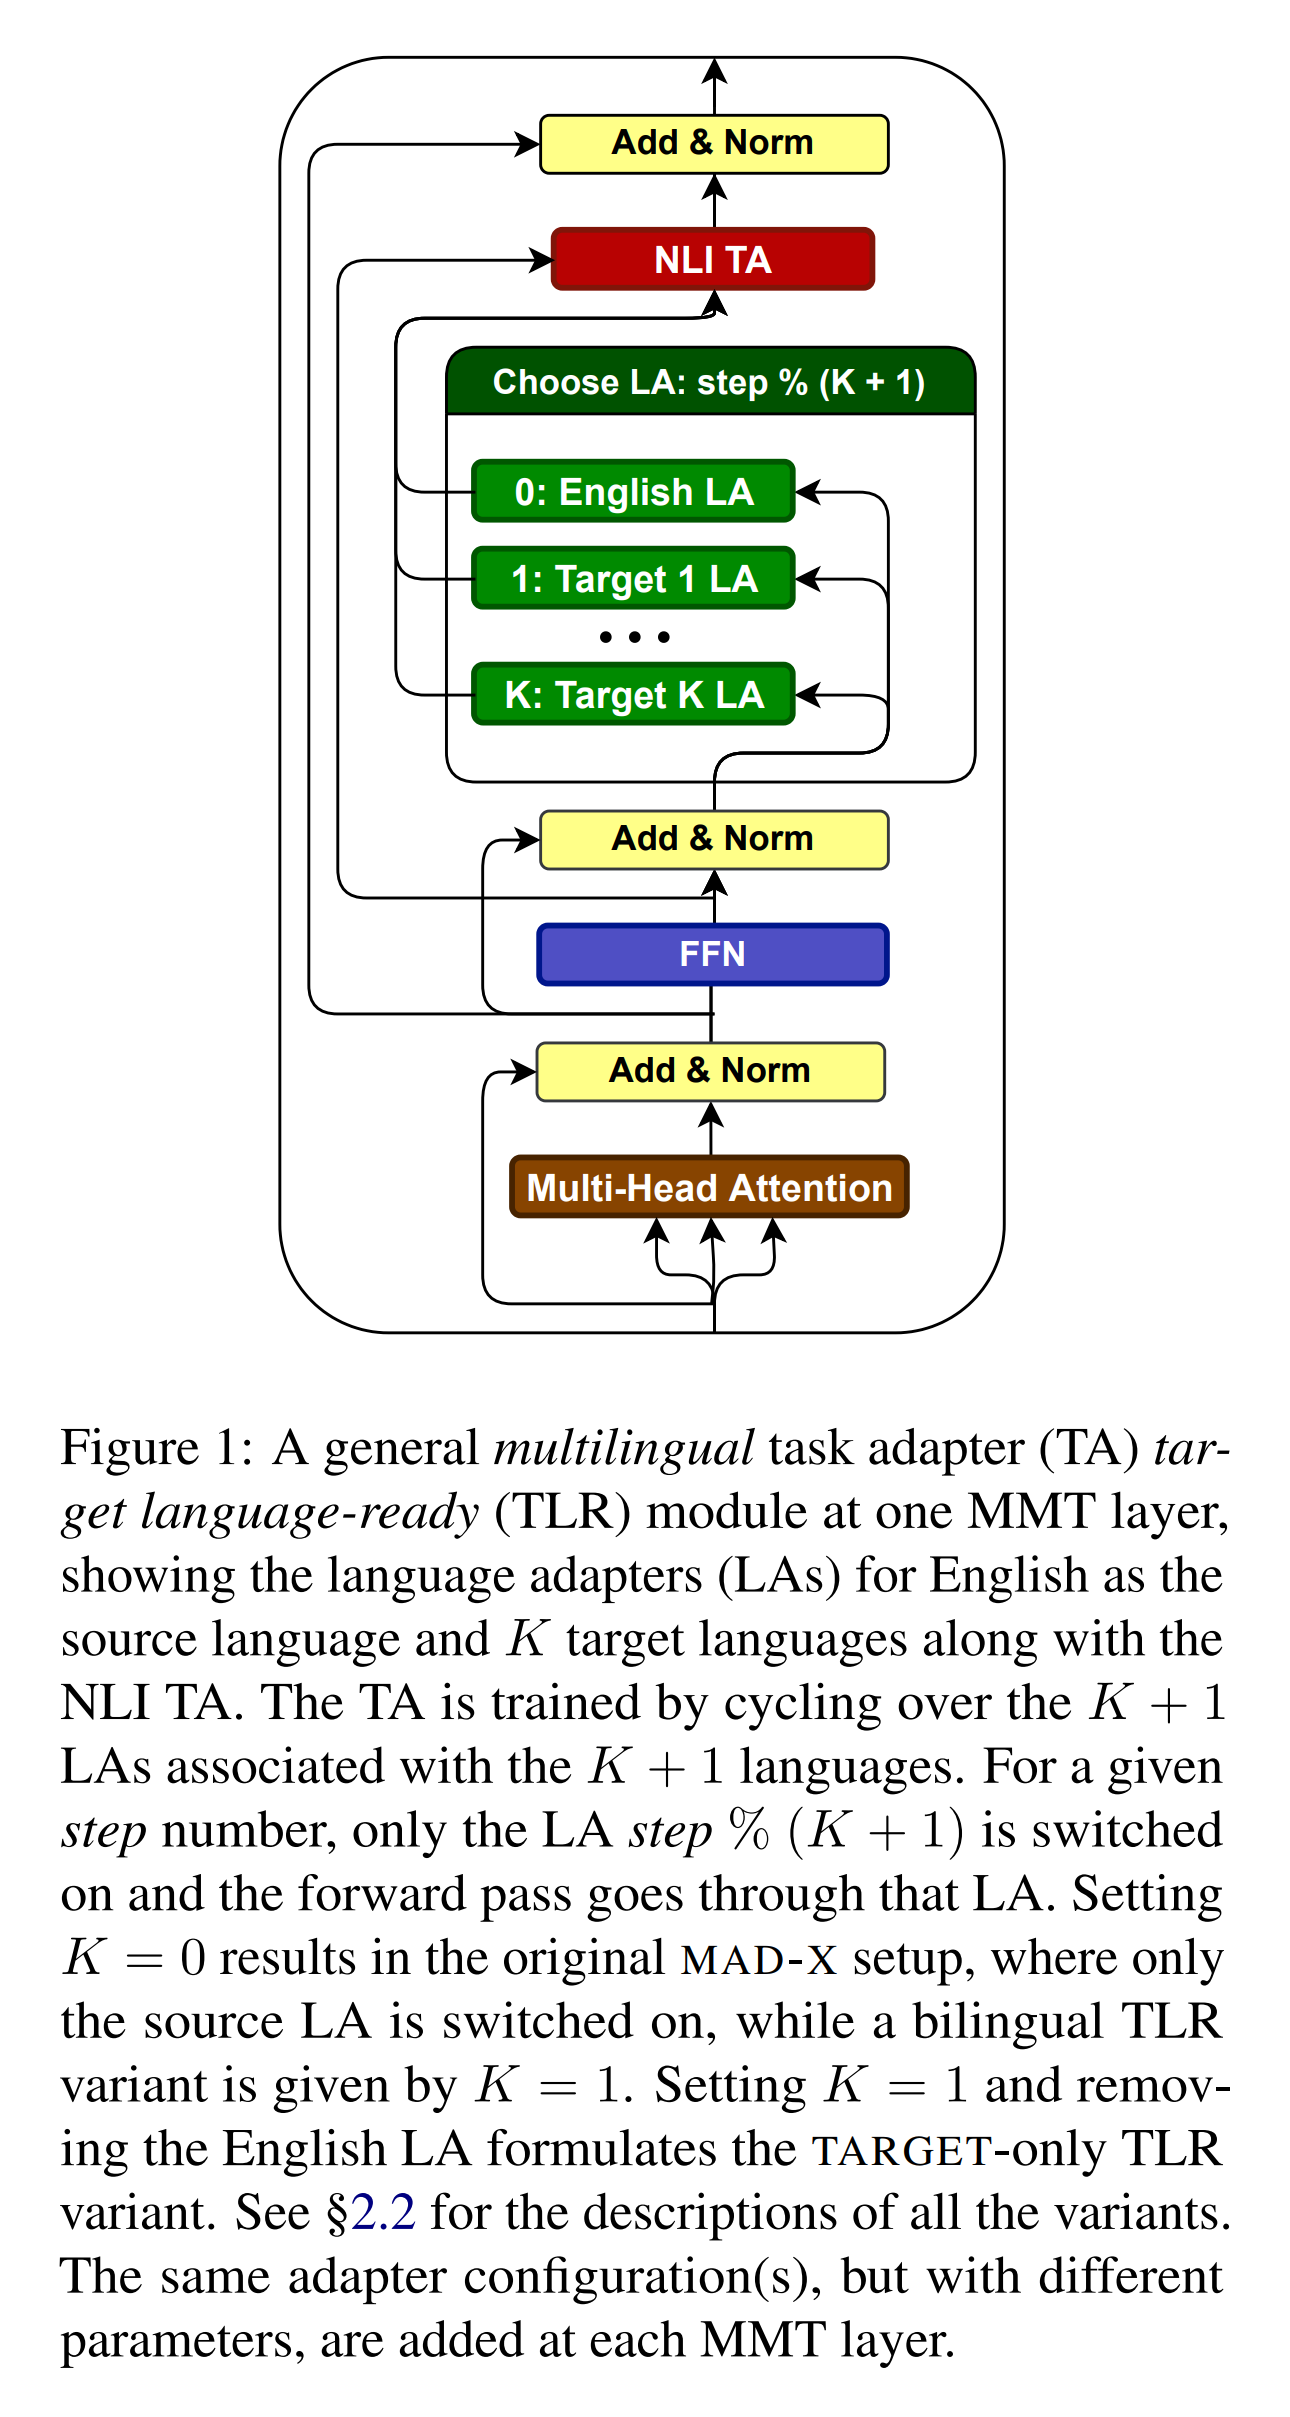 Add & Norm
NLI TA
Choose LA: step % (K + 1)
0: English LA
1: Target 1 LA
...
K: Target K LA
Add & Norm
FFN
Add & Norm
Multi-Head Attention
Figure 1: A general multilingual task adapter (TA) tar-
get language-ready (TLR) module at one MMT layer,
showing the language adapters (LAs) for English as the
source language and K target languages along with the
NLI TA. The TA is trained by cycling over the K + 1
LAs associated with the K + 1 languages. For a given
step number, only the LA step % (K + 1) is switched
on and the forward pass goes through that LA. Setting
K = 0 results in the original MAD-X setup, where only
the source LA is switched on, while a bilingual TLR
variant is given by K = 1. Setting K = 1 and remov-
ing the English LA formulates the TARGET-only TLR
variant. See §2.2 for the descriptions of all the variants.
The same adapter configuration(s), but with different
parameters, are added at each MMT layer.